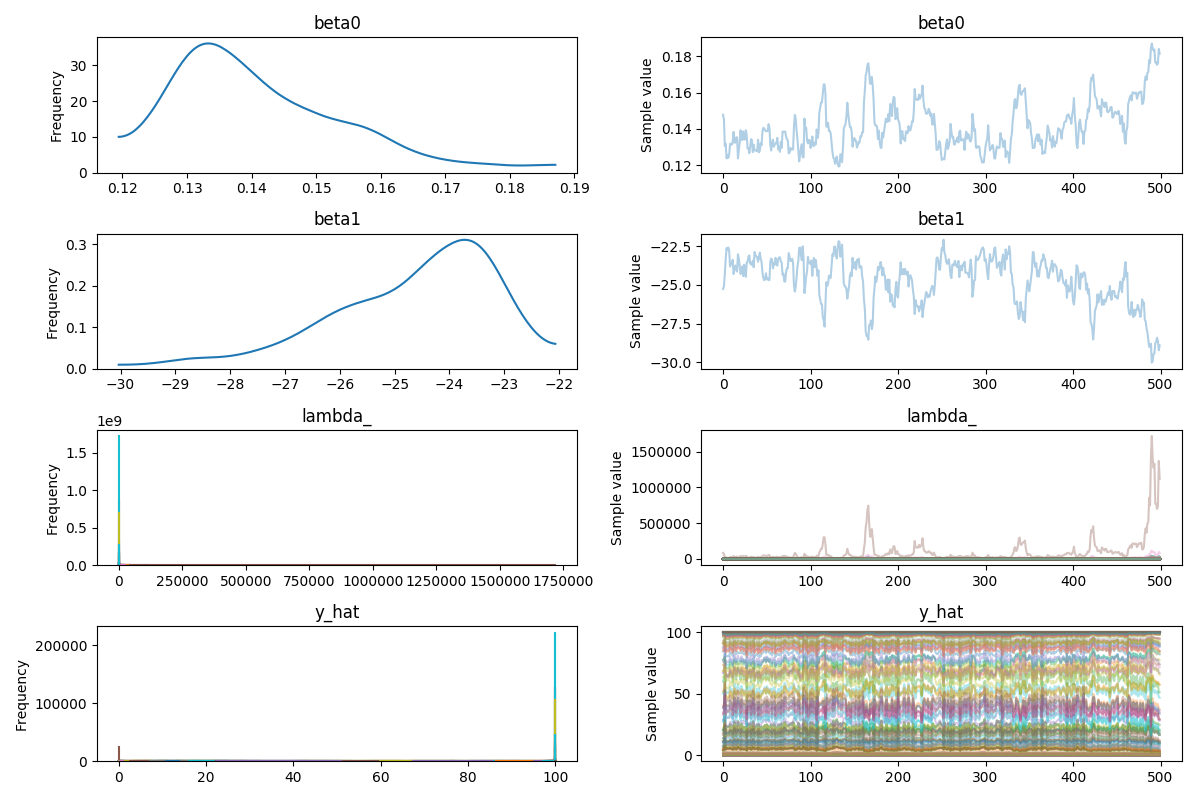 beta0
beta0
Frequency
30
20
10
0
0.12 0.13 0.14 0.15 0.16 0.17 0.18 0.19
Sample value
0.18
0.16
0.14
0.12
0 100 200 300 400 500
beta1
beta1
Frequency
0.3
0.2
0.1
0.0
−30 −29 −28 −27 −26 −25 −24 −23 −22
Sample value
−22.5
−25.0
−27.5
−30.0
0 100 200 300 400 500
lambda_
lambda_
1e9
Frequency
1.5
1.0
0.5
0.0
0 250000 500000 750000 1000000 1250000 1500000 1750000
Sample value
1500000
1000000
500000
0
0 100 200 300 400 500
y_hat
y_hat
Frequency
200000
100000
0
0 20 40 60 80 100
Sample value
100
50
0
0 100 200 300 400 500